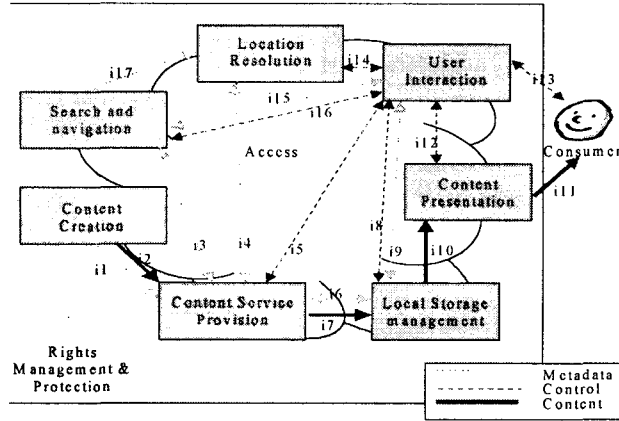 Location
Resolution
i14
User
Interaction
i17
i13
i15
i16
Search and
navigation
Access
i12
Consumer
Content
Presentation
i11
Content
Creation
i1
i2
i3
i4
i5
i8
i9
i10
Content Service
Provision
i6
i7
Local Storage
management
Rights
Management &
Protection
Metadata
Control
Content